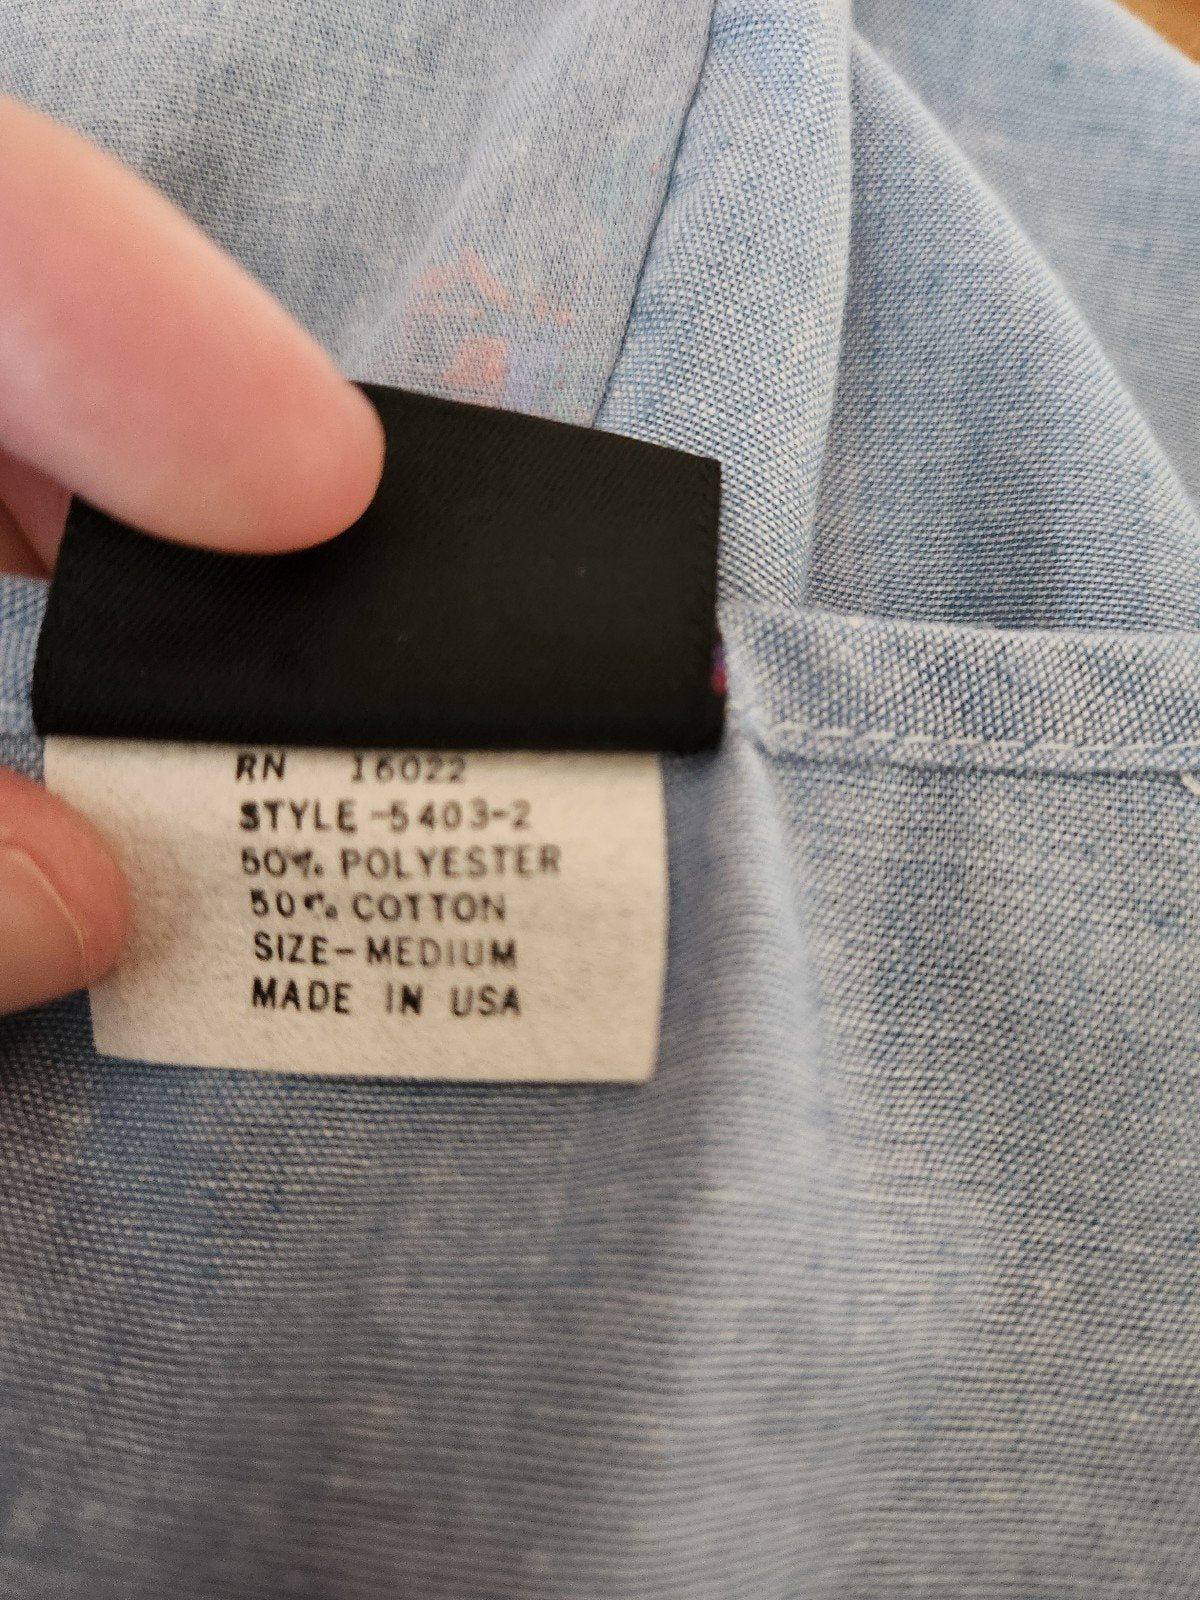 RN 16022
STYLE-5403-2
50% POLYESTER
50% COTTON
SIZE-MEDIUM
MADE IN USA